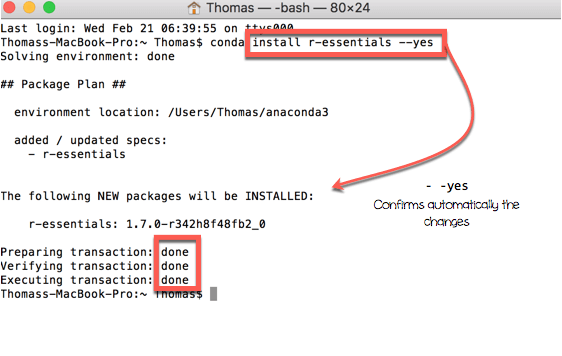 Thomas — -bash — 80×24
Last login: Wed Feb 21 06:39:55 on ttys000
Thomass-MacBook-Pro:~ Thomas$ conda install r-essentials --yes
Solving environment: done
## Package Plan ##
environment location: /Users/Thomas/anaconda3
added / updated specs:
- r-essentials
The following NEW packages will be INSTALLED:
r-essentials: 1.7.0-r342h8f48fb2_0
- -yes
Confirms automatically the
changes
Preparing transaction: done
Verifying transaction: done
Executing transaction: done
Thomass-MacBook-Pro:~ Thomas$